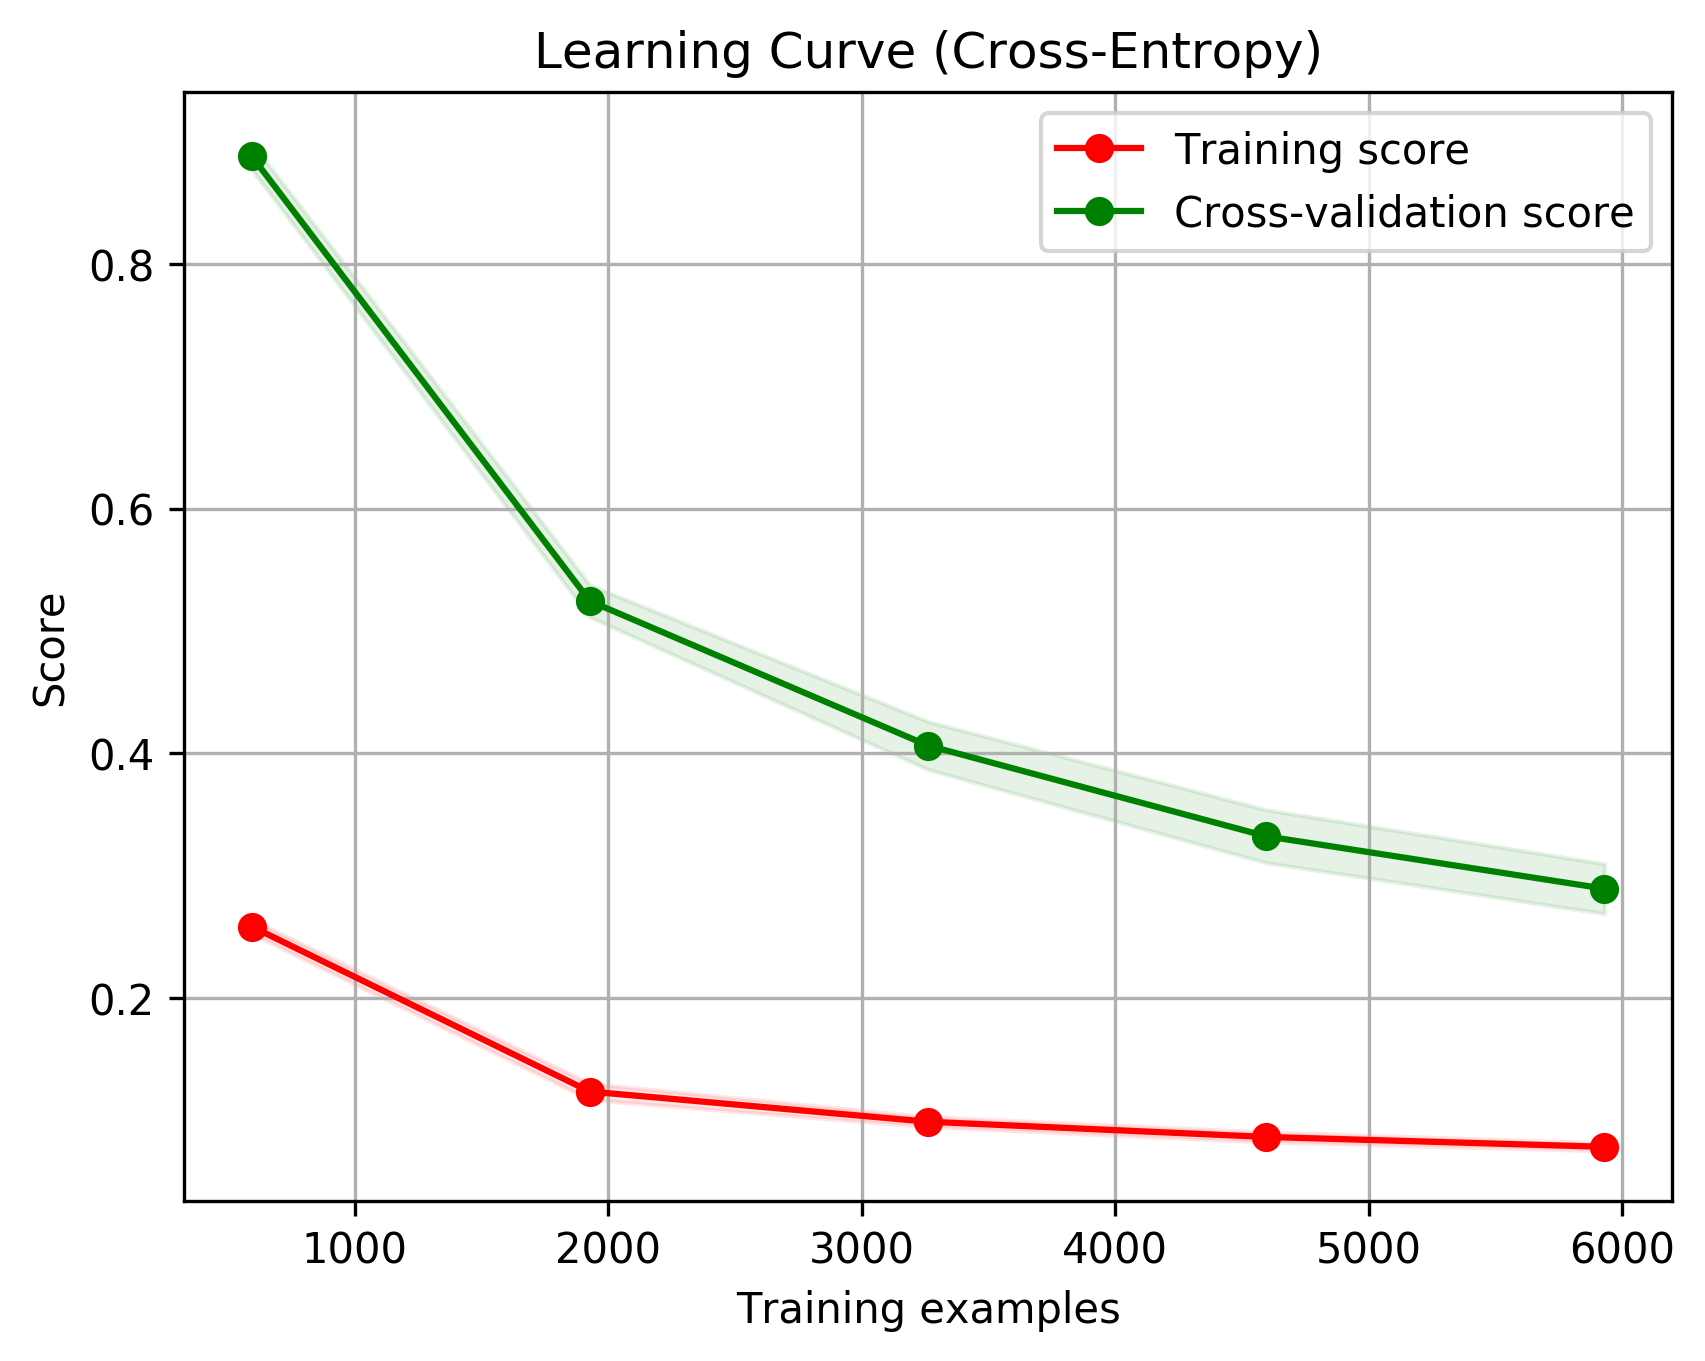 Learning Curve (Cross-Entropy)
Training score
Cross-validation score
0.8
0.6
0.4
0.2
Score
1000
2000
3000
4000
5000
6000
Training examples